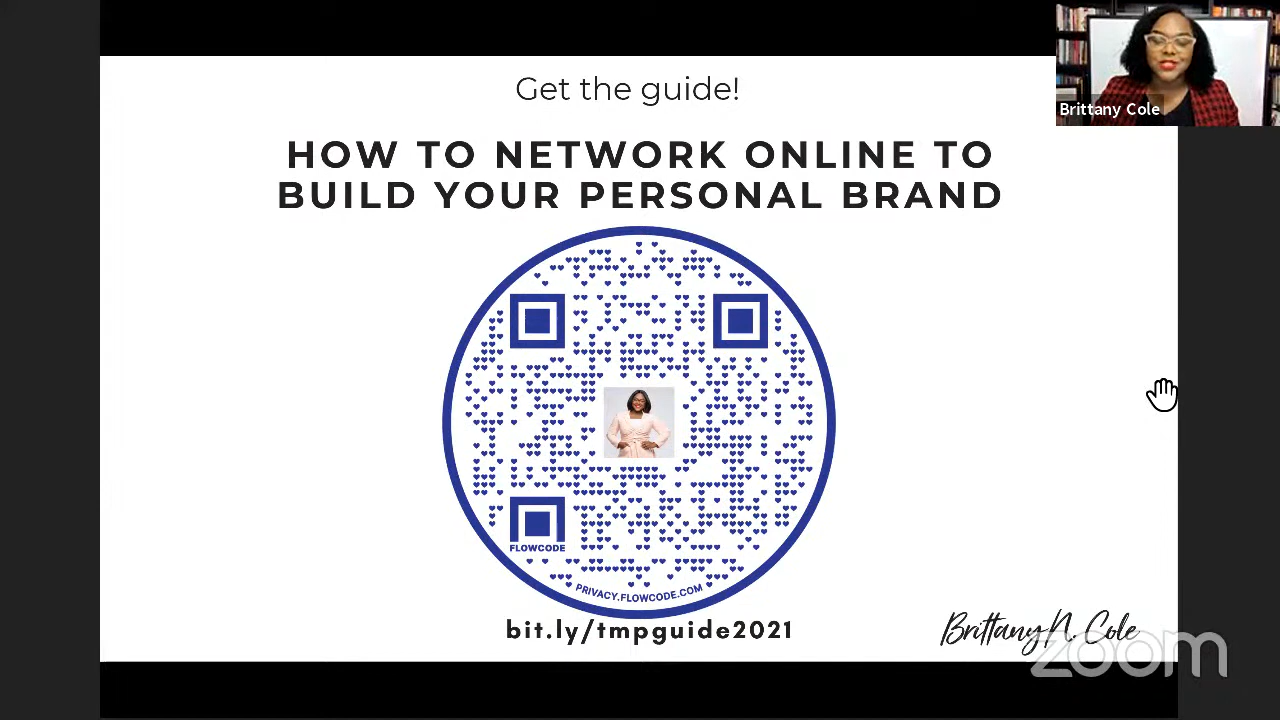 Get the guide!
HOW TO NETWORK ONLINE TO
BUILD YOUR PERSONAL BRAND
Brittany Cole
FLOWCODE
PRIVACY.FLOWCODE.COM
bit.ly/tmpguide2021
Brittany N. Cole
zoom